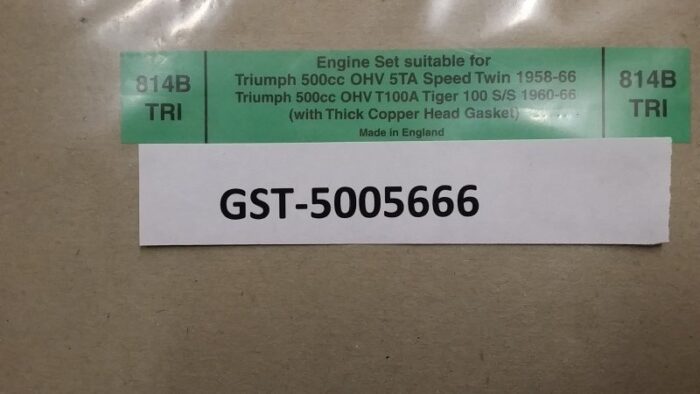 814B
TRI
Engine Set suitable for
Triumph 500cc OHV 5TA Speed Twin 1958-66
Triumph 500cc OHV T100A Tiger 100 S/S 1960-66
(with Thick Copper Head Gasket)
Made in England
814B
TRI
GST-5005666